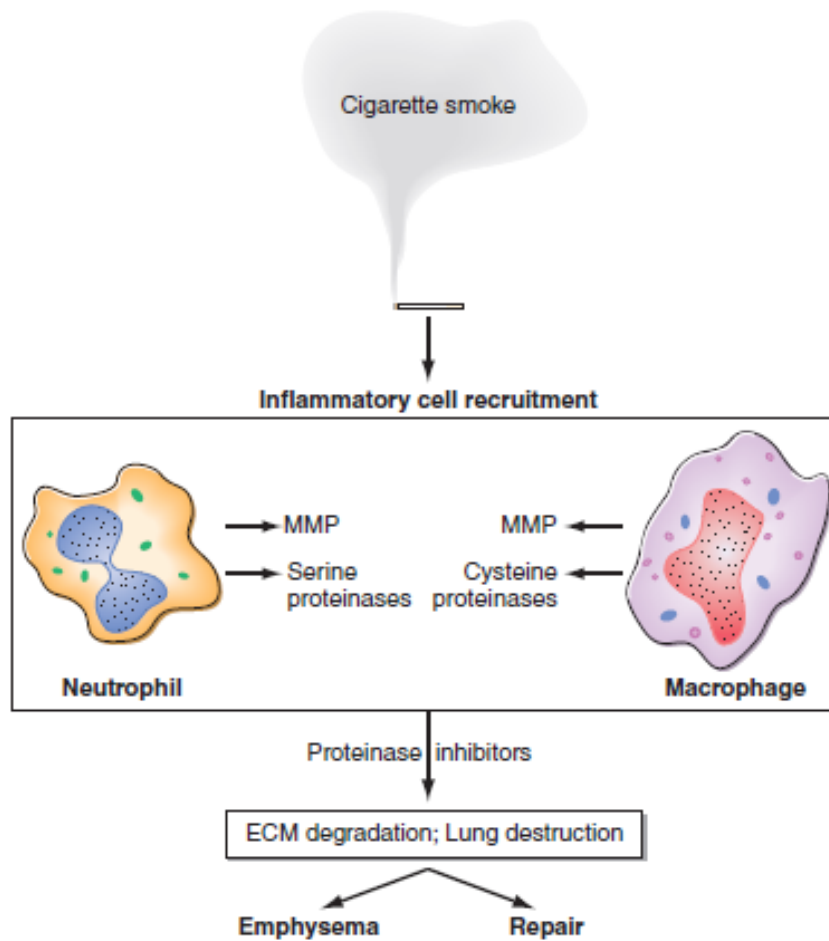 Cigarette smoke
Inflammatory cell recruitment
MMP
MMP
Serine
proteinases
Cysteine
proteinases
Neutrophil
Macrophage
Proteinase inhibitors
ECM degradation; Lung destruction
Emphysema
Repair